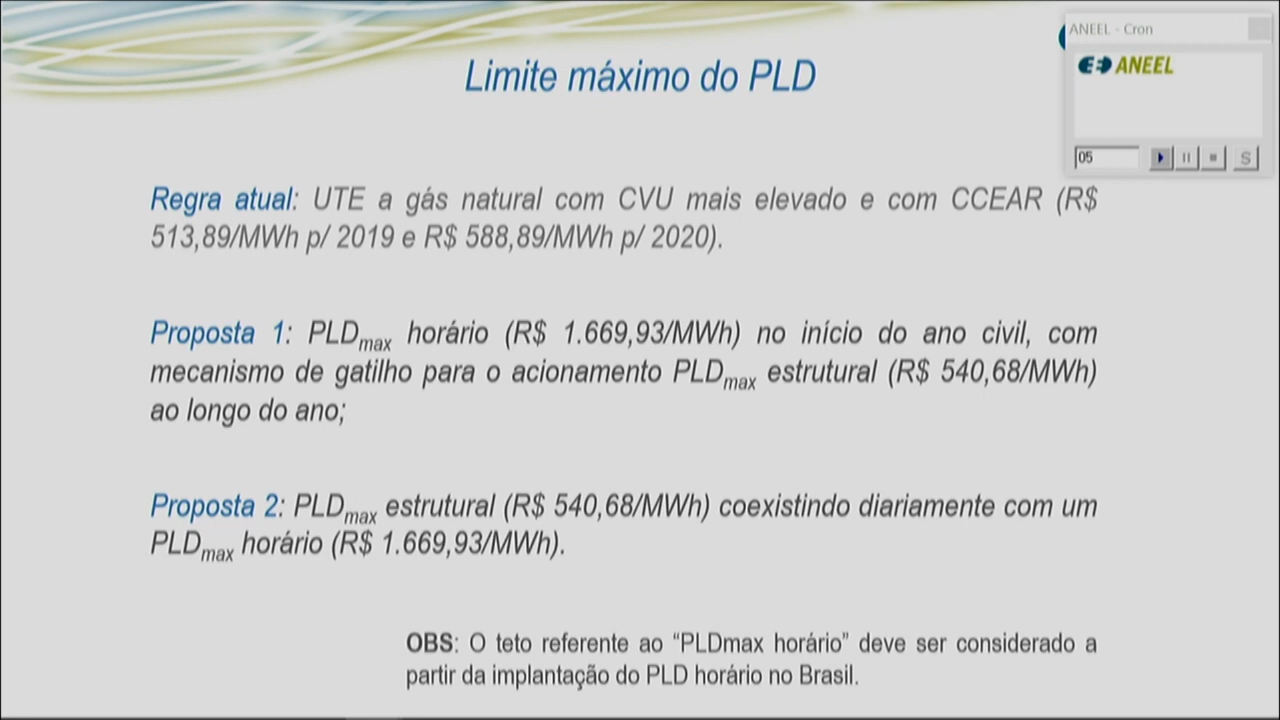 ANEEL - Cron
ANEEL
Limite máximo do PLD
05
S
Regra atual: UTE a gás natural com CVU mais elevado e com CCEAR (R$
513,89/MWh p/ 2019 e R$ 588,89/MWh p/ 2020).
Proposta 1: PLDmax horário (R$ 1.669,93/MWh) no início do ano civil, com
mecanismo de gatilho para o acionamento PLDmax estrutural (R$ 540,68/MWh)
ao longo do ano;
Proposta 2: PLDmax estrutural (R$ 540,68/MWh) coexistindo diariamente com um
PLDmax horário (R$ 1.669,93/MWh).
OBS: O teto referente ao “PLDmax horário” deve ser considerado a
partir da implantação do PLD horário no Brasil.